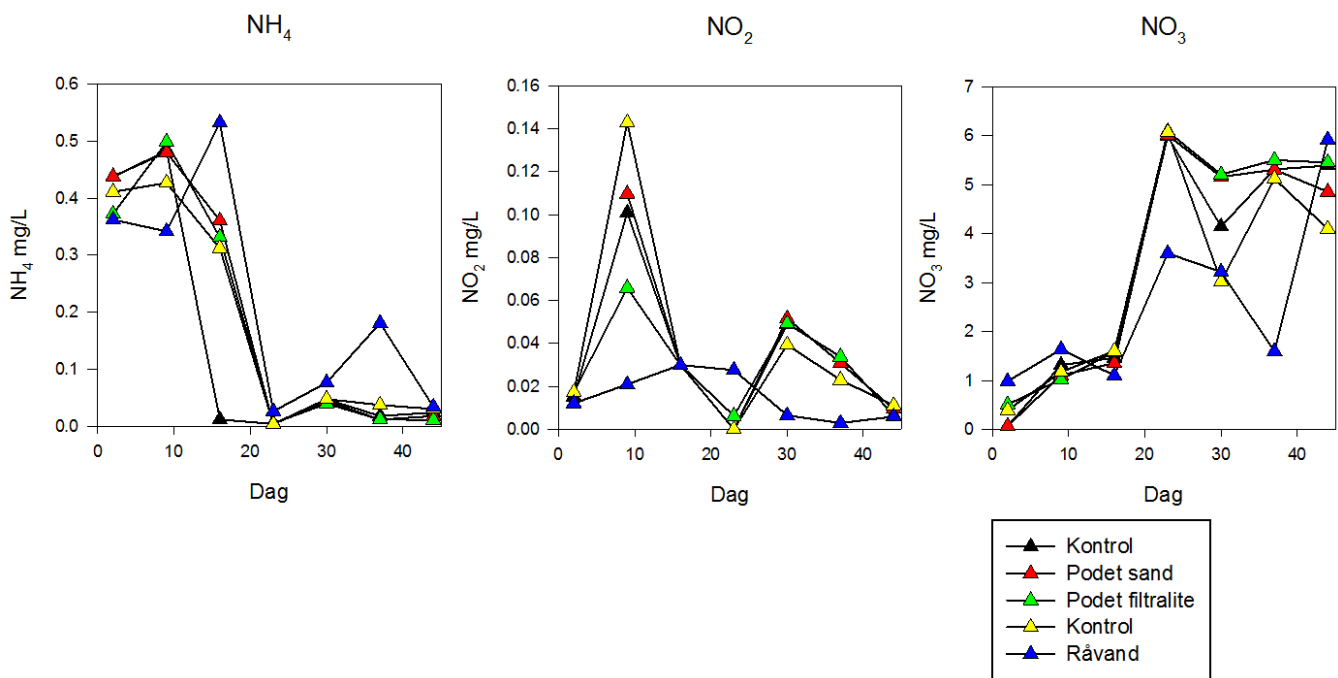 NH4
NH4 mg/L
0.6
0.5
0.4
0.3
0.2
0.1
0.0
0 10 20 30 40
Dag
NO2
NO2 mg/L
0.16
0.14
0.12
0.10
0.08
0.06
0.04
0.02
0.00
0 10 20 30 40
Dag
NO3
NO3 mg/L
7
6
5
4
3
2
1
0
0 10 20 30 40
Dag
Kontrol
Podet sand
Podet filtralite
Kontrol
Råvand